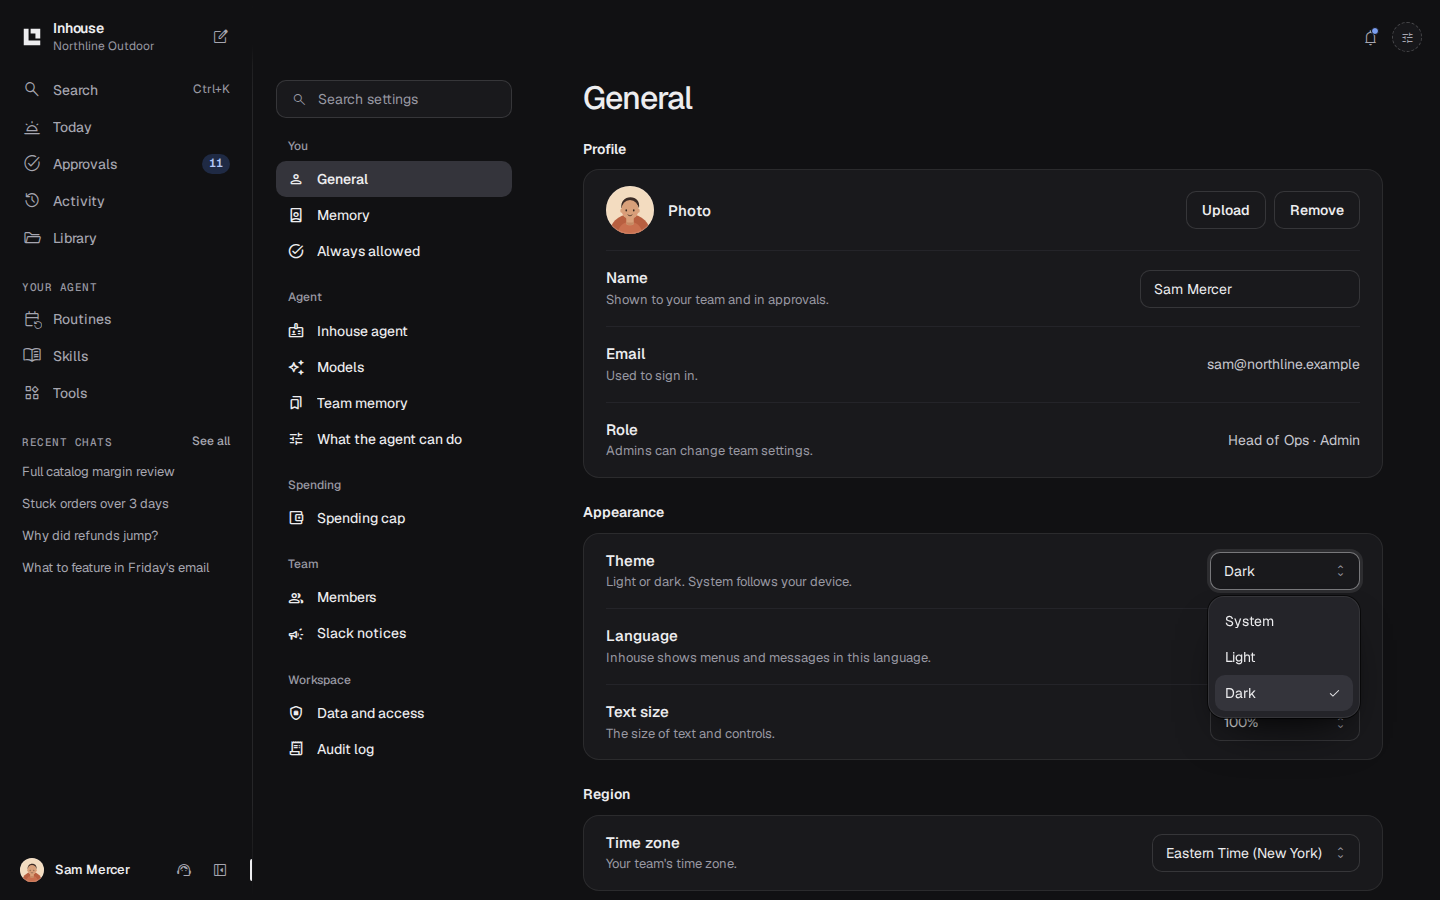 Inhouse
Northline Outdoor
Search
Ctrl+K
Today
Approvals
11
Activity
Library
YOUR AGENT
Routines
Skills
Tools
RECENT CHATS
See all
Full catalog margin review
Stuck orders over 3 days
Why did refunds jump?
What to feature in Friday's email
Sam Mercer
Search settings
You
General
Memory
Always allowed
Agent
Inhouse agent
Models
Team memory
What the agent can do
Spending
Spending cap
Team
Members
Slack notices
Workspace
Data and access
Audit log
General
Profile
Photo
Upload
Remove
Name
Shown to your team and in approvals.
Sam Mercer
Email
Used to sign in.
sam@northline.example
Role
Admins can change team settings.
Head of Ops · Admin
Appearance
Theme
Light or dark. System follows your device.
Dark
System
Light
Dark
Language
Inhouse shows menus and messages in this language.
Text size
The size of text and controls.
100%
Region
Time zone
Your team's time zone.
Eastern Time (New York)